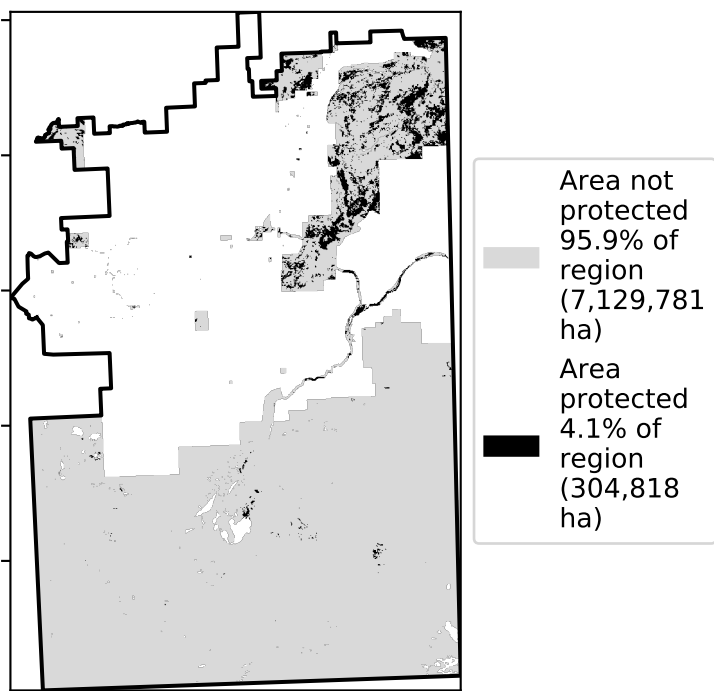 Area not
protected
95.9% of
region
(7,129,781
ha)
Area
protected
4.1% of
region
(304,818
ha)